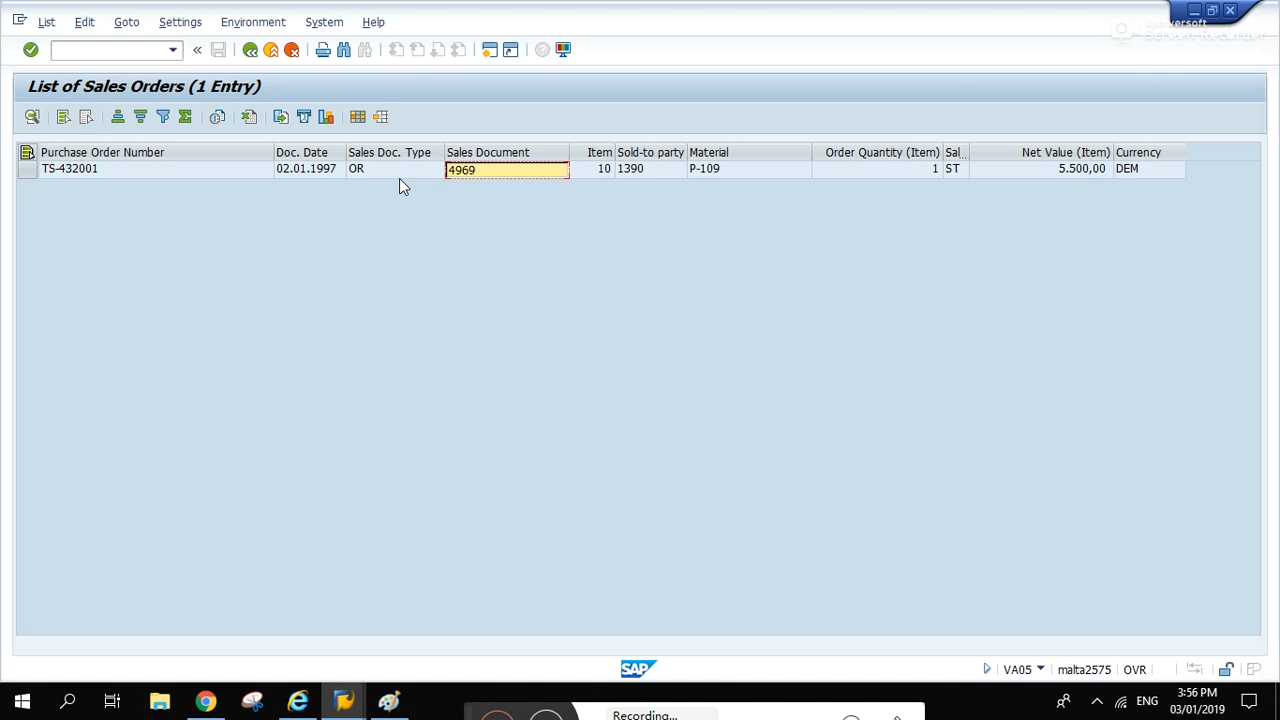 List Edit Goto Settings Environment System Help
Apowersoft
Screen Recorder
List of Sales Orders (1 Entry)
Purchase Order Number Doc. Date Sales Doc. Type Sales Document Item Sold-to party Material Order Quantity (Item) Sal.. Net Value (Item) Currency
TS-432001 02.01.1997 OR 4969 10 1390 P-109 1 ST 5.500,00 DEM
SAP VA05 malta2575 OVR
Recording...
ENG
3:56 PM
03/01/2019